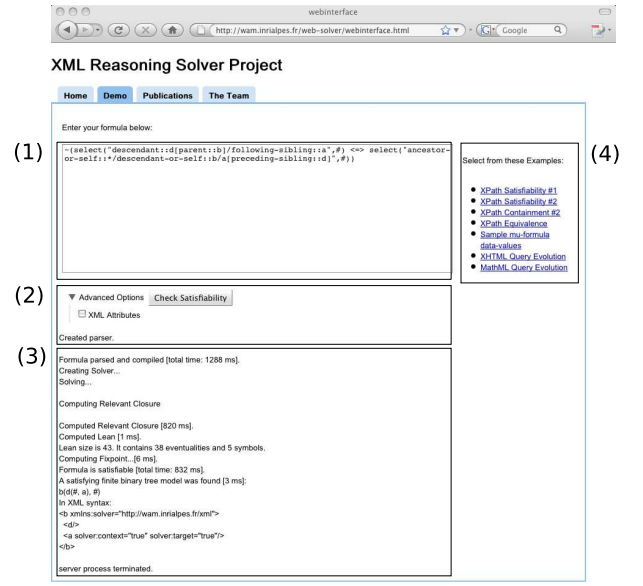 webinterface
http://wam.inrialpes.fr/web-solver/webinterface.html
G
Google
XML Reasoning Solver Project
Home Demo Publications The Team
Enter your formula below:
(1)
~(select("descendant::d[parent::b]/following-sibling::a",#) <=> select("ancestor-
or-self::*/descendant-or-self::b/a[preceding-sibling::d]",#))
(4)
Select from these Examples:
XPath Satisfiability #1
XPath Satisfiability #2
XPath Containment #2
XPath Equivalence
Sample mu-formula
data-values
XHTML Query Evolution
MathML Query Evolution
(2)
▼ Advanced Options Check Satisfiability
XML Attributes
Created parser.
(3)
Formula parsed and compiled [total time: 1288 ms].
Creating Solver...
Solving...
Computing Relevant Closure
Computed Relevant Closure [820 ms].
Computed Lean [1 ms].
Lean size is 43. It contains 38 eventualities and 5 symbols.
Computing Fixpoint...[6 ms].
Formula is satisfiable [total time: 832 ms].
A satisfying finite binary tree model was found [3 ms]:
b(d(#, a), #)
In XML syntax:
<b xmlns:solver="http://wam.inrialpes.fr/xml">
<d/>
<a solver:context="true" solver:target="true"/>
</b>
server process terminated.